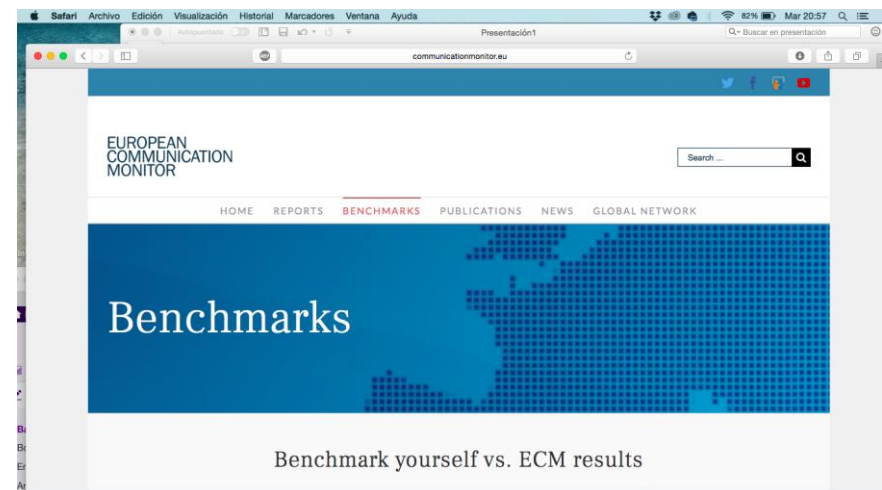 Safari Archivo Edición Visualización Historial Marcadores Ventana Ayuda 82% Mar 20:57
Autoguardado Presentación1 Buscar en presentación
communicationmonitor.eu
EUROPEAN
COMMUNICATION
MONITOR
Search ...
HOME REPORTS BENCHMARKS PUBLICATIONS NEWS GLOBAL NETWORK
Benchmarks
Benchmark yourself vs. ECM results